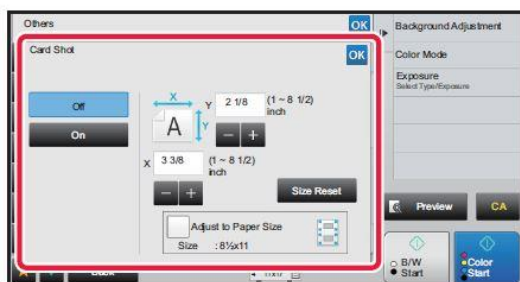 Others
OK
Background Adjustment
Card Shot
OK
Color Mode
Exposure
Select Type/Exposure
Off
On
X
Y 2 1/8 (1 ~ 8 1/2)
inch
A
Y
X 3 3/8 (1 ~ 8 1/2)
inch
Size Reset
Adjust to Paper Size
Size : 8½x11
Preview
CA
B/W
Start
Color
Start
Back
11x17